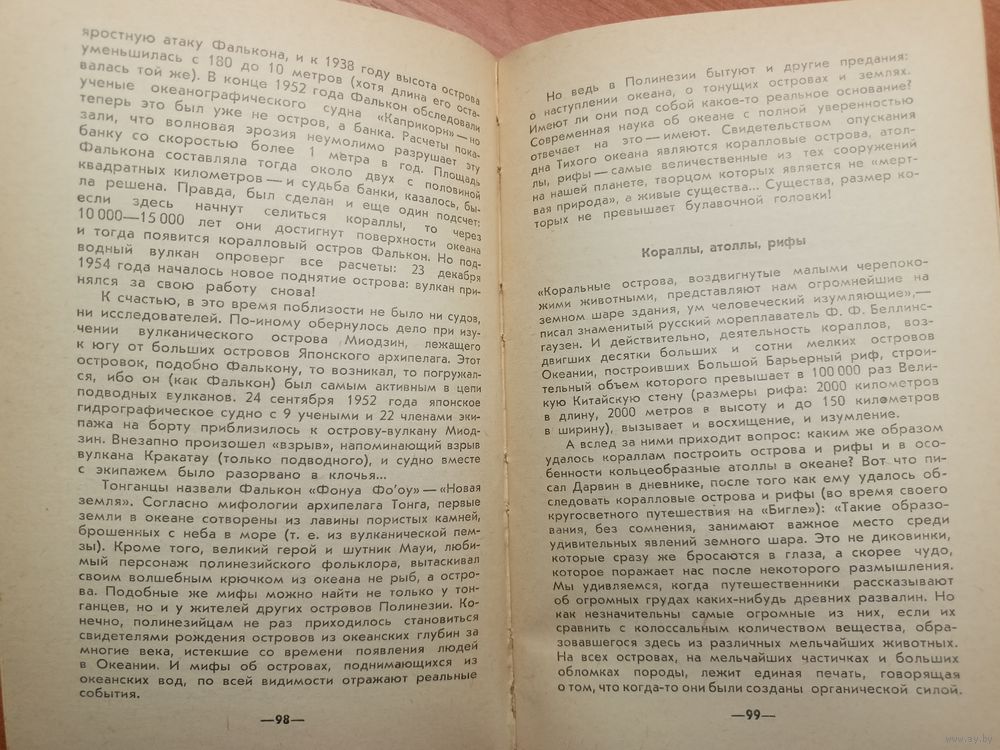 яростную атаку Фалькона, и к 1938 году высота острова
уменьшилась с 180 до 10 метров (хотя длина его оста-
валась той же). В конце 1952 года Фалькон обследовали
ученые океанографического судна «Каприкорн» — но
теперь это был уже не остров, а банка. Расчеты пока-
зали, что волновая эрозия неумолимо разрушает эту
банку со скоростью более 1 метра в год. Площадь
Фалькона составляла тогда около двух с половиной
квадратных километров — и судьба банки, казалось, бы-
ла решена. Правда, был сделан и еще один подсчет:
если здесь начнут селиться кораллы, то через
10 000—15 000 лет они достигнут поверхности океана
и тогда появится коралловый остров Фалькон. Но под-
водный вулкан опроверг все расчеты: 23 декабря
1954 года началось новое поднятие острова: вулкан при-
нялся за свою работу снова!
К счастью, в это время поблизости не было ни судов,
ни исследователей. По-иному обернулось дело при изу-
чении вулканического острова Миодзин, лежащего
к югу от больших островов Японского архипелага. Этот
островок, подобно Фалькону, то возникал, то погружал-
ся, ибо он (как Фалькон) был самым активным в цепи
подводных вулканов. 24 сентября 1952 года японское
гидрографическое судно с 9 учеными и 22 членами эки-
пажа на борту приблизилось к острову-вулкану Миод-
зин. Внезапно произошел «взрыв», напоминающий взрыв
вулкана Кракатау (только подводного), и судно вместе
с экипажем было разорвано в клочья...
Тонганцы назвали Фалькон «Фонуа Фо'оу» — «Новая
земля». Согласно мифологии архипелага Тонга, первые
земли в океане сотворены из лавины пористых камней,
брошенных с неба в море (т. е. из вулканической пем-
зы). Кроме того, великий герой и шутник Мауи, люби-
мый персонаж полинезийского фольклора, вытаскивал
своим волшебным крючком из океана не рыб, а остро-
ва. Подобные же мифы можно найти не только у тон-
ганцев, но и у жителей других островов Полинезии. Ко-
нечно, полинезийцам не раз приходилось становиться
свидетелями рождения островов из океанских глубин за
многие века, истекшие со времени появления людей
в Океании. И мифы об островах, поднимающихся из
океанских вод, по всей видимости отражают реальные
события.
—98—
Но ведь в Полинезии бытуют и другие предания:
о наступлении океана, о тонущих островах и землях.
Имеют ли они под собой какое-то реальное основание?
Современная наука об океане с полной уверенностью
отвечает на это — имеют. Свидетельством опускания
дна Тихого океана являются коралловые острова, атол-
лы, рифы — самые величественные из тех сооружений
на нашей планете, творцом которых является не «мерт-
вая природа», а живые существа... Существа, размер ко-
торых не превышает булавочной головки!
Кораллы, атоллы, рифы
«Коральные острова, воздвигнутые малыми черепоко-
жими животными, представляют нам огромнейшие на
земном шаре здания, ум человеческий изумляющие»,—
писал знаменитый русский мореплаватель Ф. Ф. Беллинс-
гаузен. И действительно, деятельность кораллов, воз-
двигших десятки больших и сотни мелких островов
Океании, построивших Большой Барьерный риф, строи-
тельный объем которого превышает в 100 000 раз Вели-
кую Китайскую стену (размеры рифа: 2000 километров
в длину, 2000 метров в высоту и до 150 километров
в ширину), вызывает и восхищение, и изумление.
А вслед за ними приходит вопрос: каким же образом
удалось кораллам построить острова и рифы и в осо-
бенности кольцеобразные атоллы в океане? Вот что пи-
сал Дарвин в дневнике, после того как ему удалось об-
следовать коралловые острова и рифы (во время своего
кругосветного путешествия на «Бигле»): «Такие образо-
вания, без сомнения, занимают важное место среди
удивительных явлений земного шара. Это не диковинки,
которые сразу же бросаются в глаза, а скорее чудо,
которое поражает нас после некоторого размышления.
Мы удивляемся, когда путешественники рассказывают
об огромных грудах каких-нибудь древних развалин. Но
как незначительны самые огромные из них, если их
сравнить с колоссальным количеством вещества, обра-
зовавшегося здесь из различных мельчайших животных.
На всех островах, на мельчайших частичках и больших
обломках породы, лежит единая печать, говорящая
о том, что когда-то они были созданы органической силой.
—99—
www.ay.by